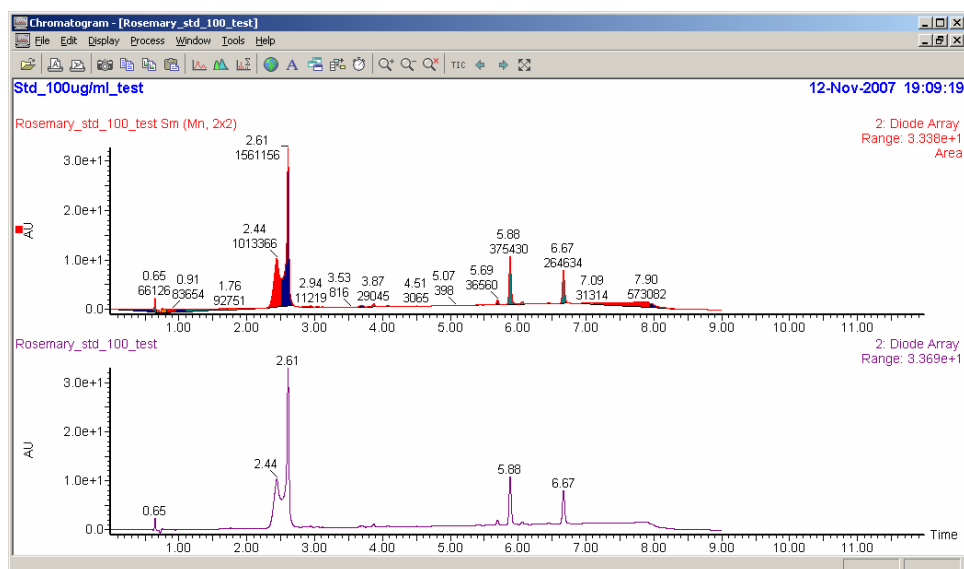 Chromatogram - [Rosemary_std_100_test]
File Edit Display Process Window Tools Help
TIC
Std_100ug/ml_test 12-Nov-2007 19:09:19
Rosemary_std_100_test Sm (Mn, 2x2) 2: Diode Array
Range: 3.338e+1
Area
2.61
1561156
3.0e+1
2.0e+1
AU
1.0e+1
0.0
0.65
66126
0.91
83654
1.76
92751
2.44
1013366
2.94
11219
3.53
816
3.87
29045
4.51
3065
5.07
398
5.69
36560
5.88
375430
6.67
264634
7.09
31314
7.90
573082
1.00 2.00 3.00 4.00 5.00 6.00 7.00 8.00 9.00 10.00 11.00
Rosemary_std_100_test 2: Diode Array
Range: 3.369e+1
2.61
3.0e+1
2.0e+1
AU
1.0e+1
0.0
0.65
2.44
5.88
6.67
Time
1.00 2.00 3.00 4.00 5.00 6.00 7.00 8.00 9.00 10.00 11.00